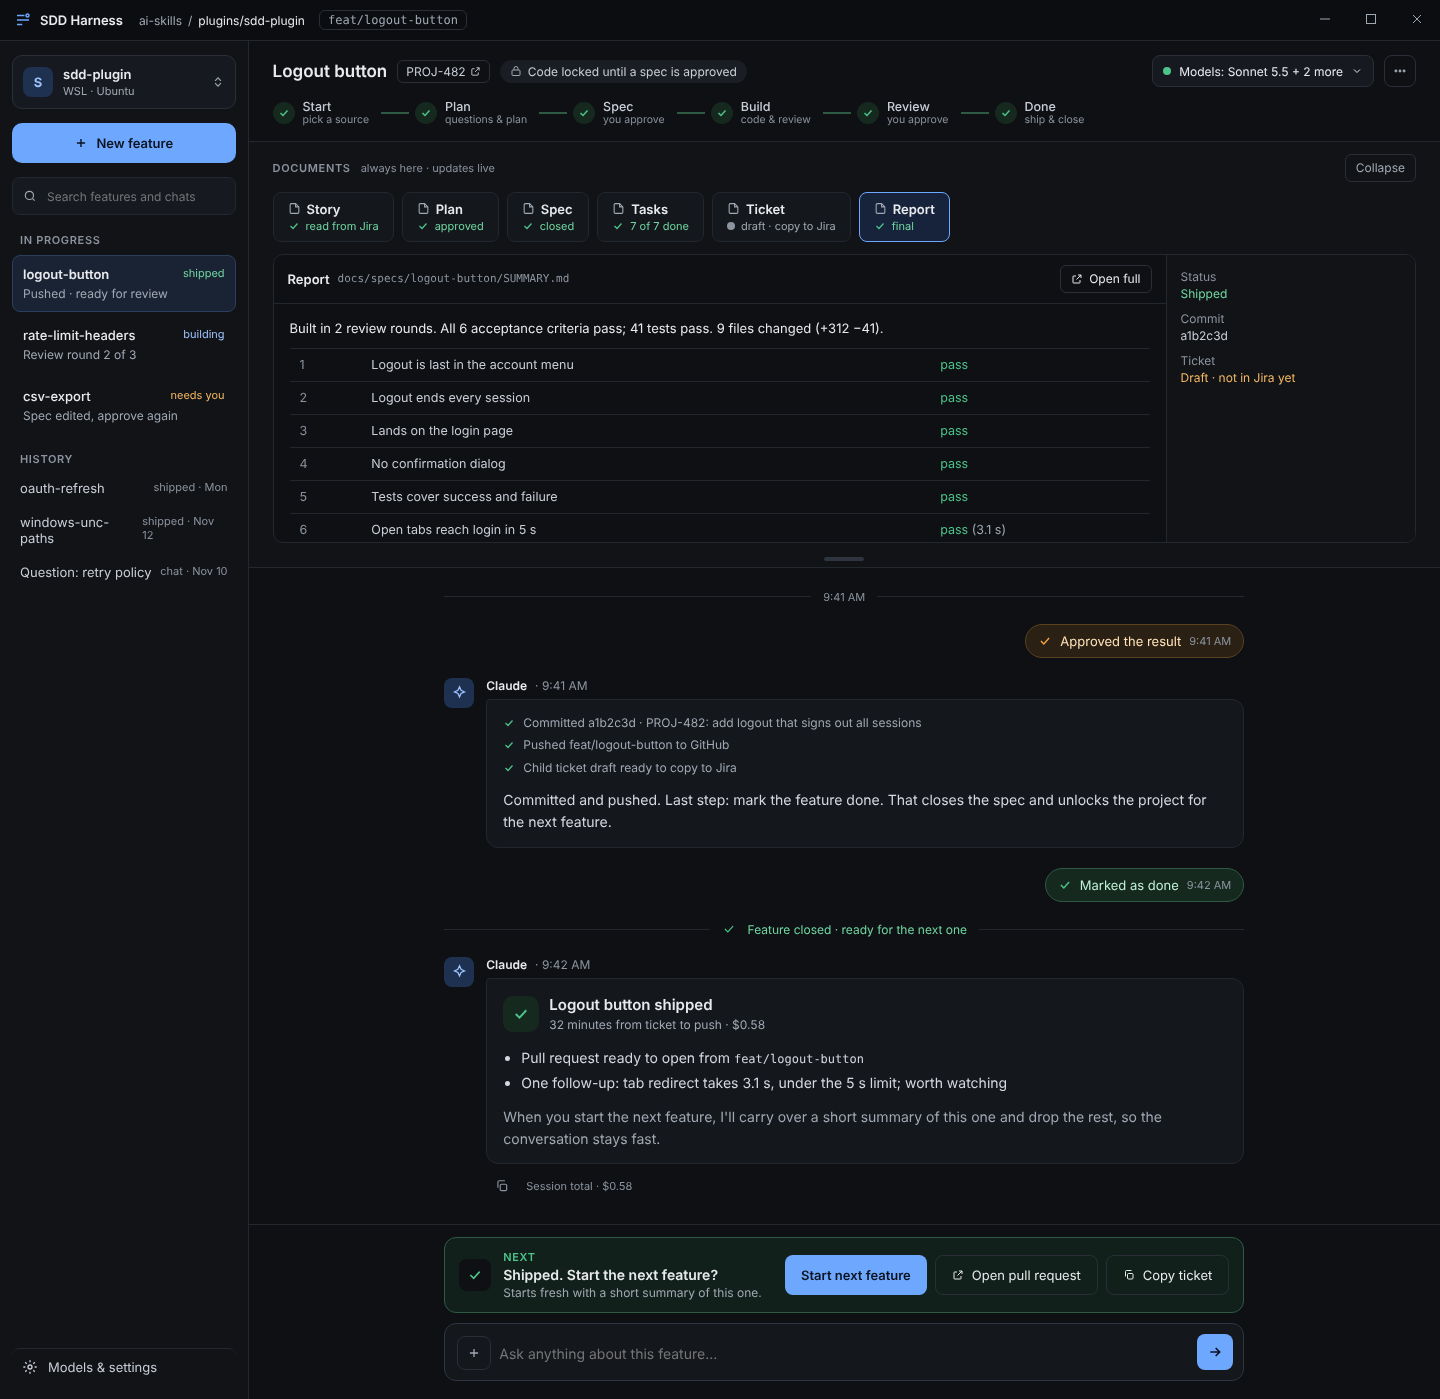 SDD Harness ai-skills / plugins/sdd-plugin feat/logout-button
S sdd-plugin
WSL · Ubuntu
New feature
Search features and chats
IN PROGRESS
logout-button shipped
Pushed · ready for review
rate-limit-headers building
Review round 2 of 3
csv-export needs you
Spec edited, approve again
HISTORY
oauth-refresh shipped · Mon
windows-unc-paths shipped · Nov 12
Question: retry policy chat · Nov 10
Models & settings
Logout button PROJ-482 Code locked until a spec is approved Models: Sonnet 5.5 + 2 more
Start
pick a source
Plan
questions & plan
Spec
you approve
Build
code & review
Review
you approve
Done
ship & close
DOCUMENTS always here · updates live Collapse
Story
read from Jira
Plan
approved
Spec
closed
Tasks
7 of 7 done
Ticket
draft · copy to Jira
Report
final
Report docs/specs/logout-button/SUMMARY.md Open full
Built in 2 review rounds. All 6 acceptance criteria pass; 41 tests pass. 9 files changed (+312 −41).
1 Logout is last in the account menu pass
2 Logout ends every session pass
3 Lands on the login page pass
4 No confirmation dialog pass
5 Tests cover success and failure pass
6 Open tabs reach login in 5 s pass (3.1 s)
Status
Shipped
Commit
a1b2c3d
Ticket
Draft · not in Jira yet
9:41 AM
Approved the result 9:41 AM
Claude · 9:41 AM
Committed a1b2c3d · PROJ-482: add logout that signs out all sessions
Pushed feat/logout-button to GitHub
Child ticket draft ready to copy to Jira
Committed and pushed. Last step: mark the feature done. That closes the spec and unlocks the project for
the next feature.
Marked as done 9:42 AM
Feature closed · ready for the next one
Claude · 9:42 AM
Logout button shipped
32 minutes from ticket to push · $0.58
• Pull request ready to open from feat/logout-button
• One follow-up: tab redirect takes 3.1 s, under the 5 s limit; worth watching
When you start the next feature, I'll carry over a short summary of this one and drop the rest, so the
conversation stays fast.
Session total · $0.58
NEXT
Shipped. Start the next feature?
Starts fresh with a short summary of this one.
Start next feature Open pull request Copy ticket
Ask anything about this feature...